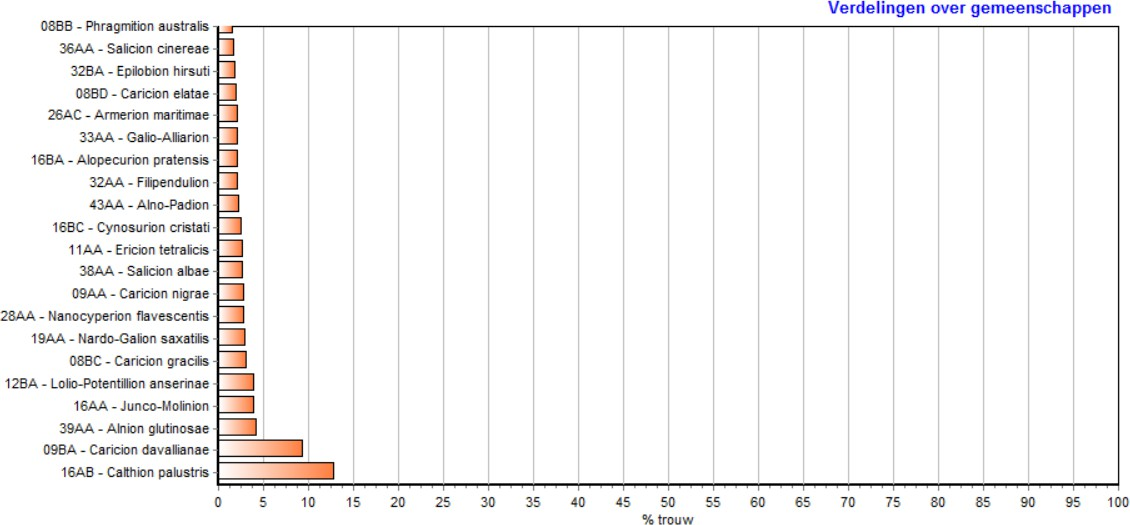 Verdelingen over gemeenschappen
08BB - Phragmition australis
36AA - Salicion cinereae
32BA - Epilobion hirsuti
08BD - Caricion elatae
26AC - Armerion maritimae
33AA - Galio-Alliarion
16BA - Alopecurion pratensis
32AA - Filipendulion
43AA - Alno-Padion
16BC - Cynosurion cristati
11AA - Ericion tetralicis
38AA - Salicion albae
09AA - Caricion nigrae
28AA - Nanocyperion flavescentis
19AA - Nardo-Galion saxatilis
08BC - Caricion gracilis
12BA - Lolio-Potentillion anserinae
16AA - Junco-Molinion
39AA - Alnion glutinosae
09BA - Caricion davallianae
16AB - Calthion palustris
0 5 10 15 20 25 30 35 40 45 50 55 60 65 70 75 80 85 90 95 100
% trouw